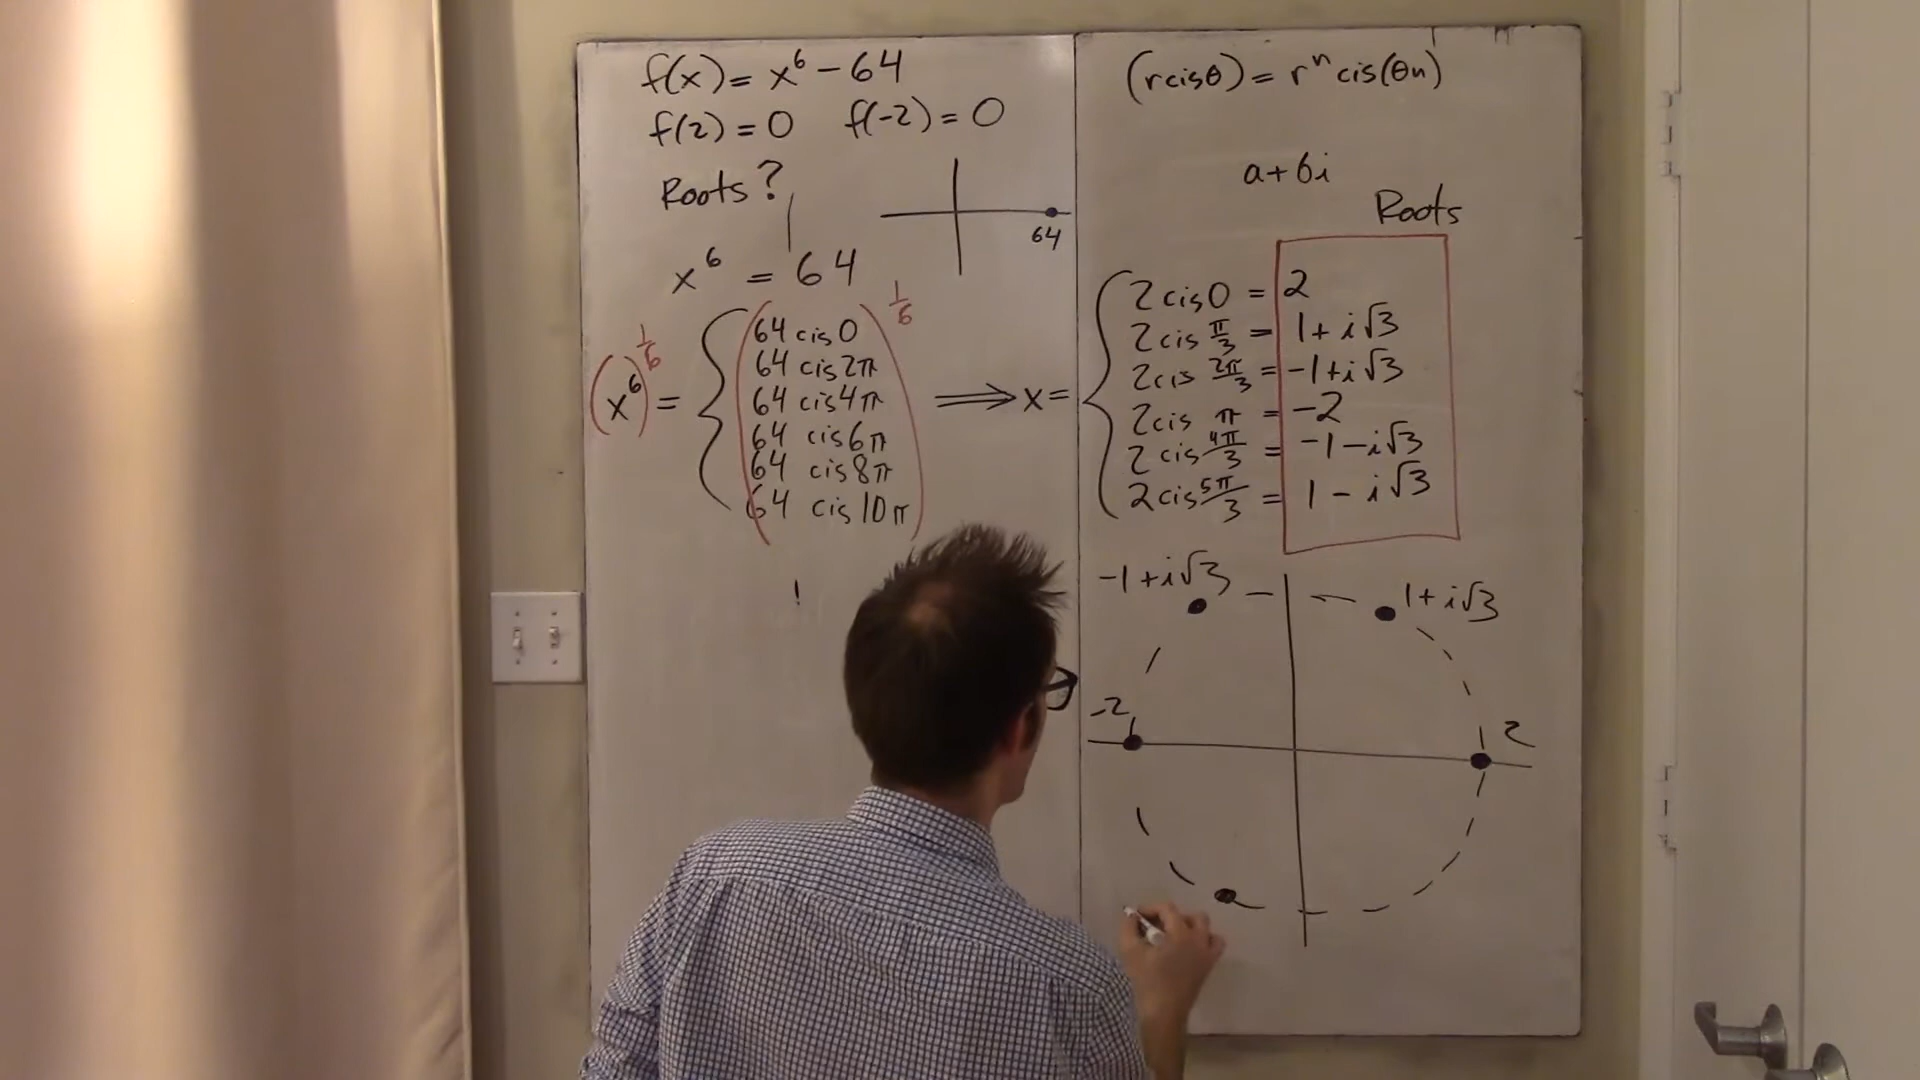 f(x) = x⁶ − 64
f(2) = 0 f(-2) = 0
Roots?
64
x⁶ = 64
(x⁶)^{1/6} = { ( 64 cis 0
64 cis 2π
64 cis 4π
64 cis 6π
64 cis 8π
64 cis 10π )^{1/6}
⟹ x =
(r cis θ) = rⁿ cis(θn)
a + bi
Roots
{ 2 cis 0 = 2
2 cis π/3 = 1 + i√3
2 cis 2π/3 = -1 + i√3
2 cis π = -2
2 cis 4π/3 = -1 − i√3
2 cis 5π/3 = 1 − i√3
-1 + i√3
1 + i√3
-2
2